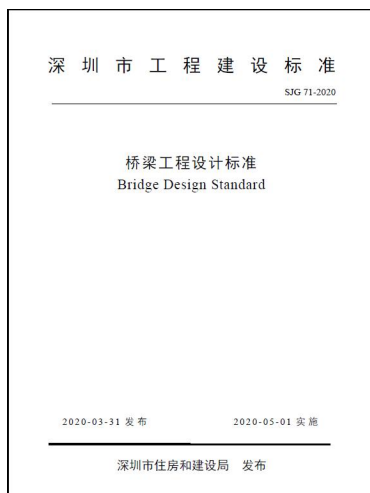 深圳市工程建设标准
SJG 71-2020
桥梁工程设计标准
Bridge Design Standard
2020-03-31 发布 2020-05-01 实施
深圳市住房和建设局 发布